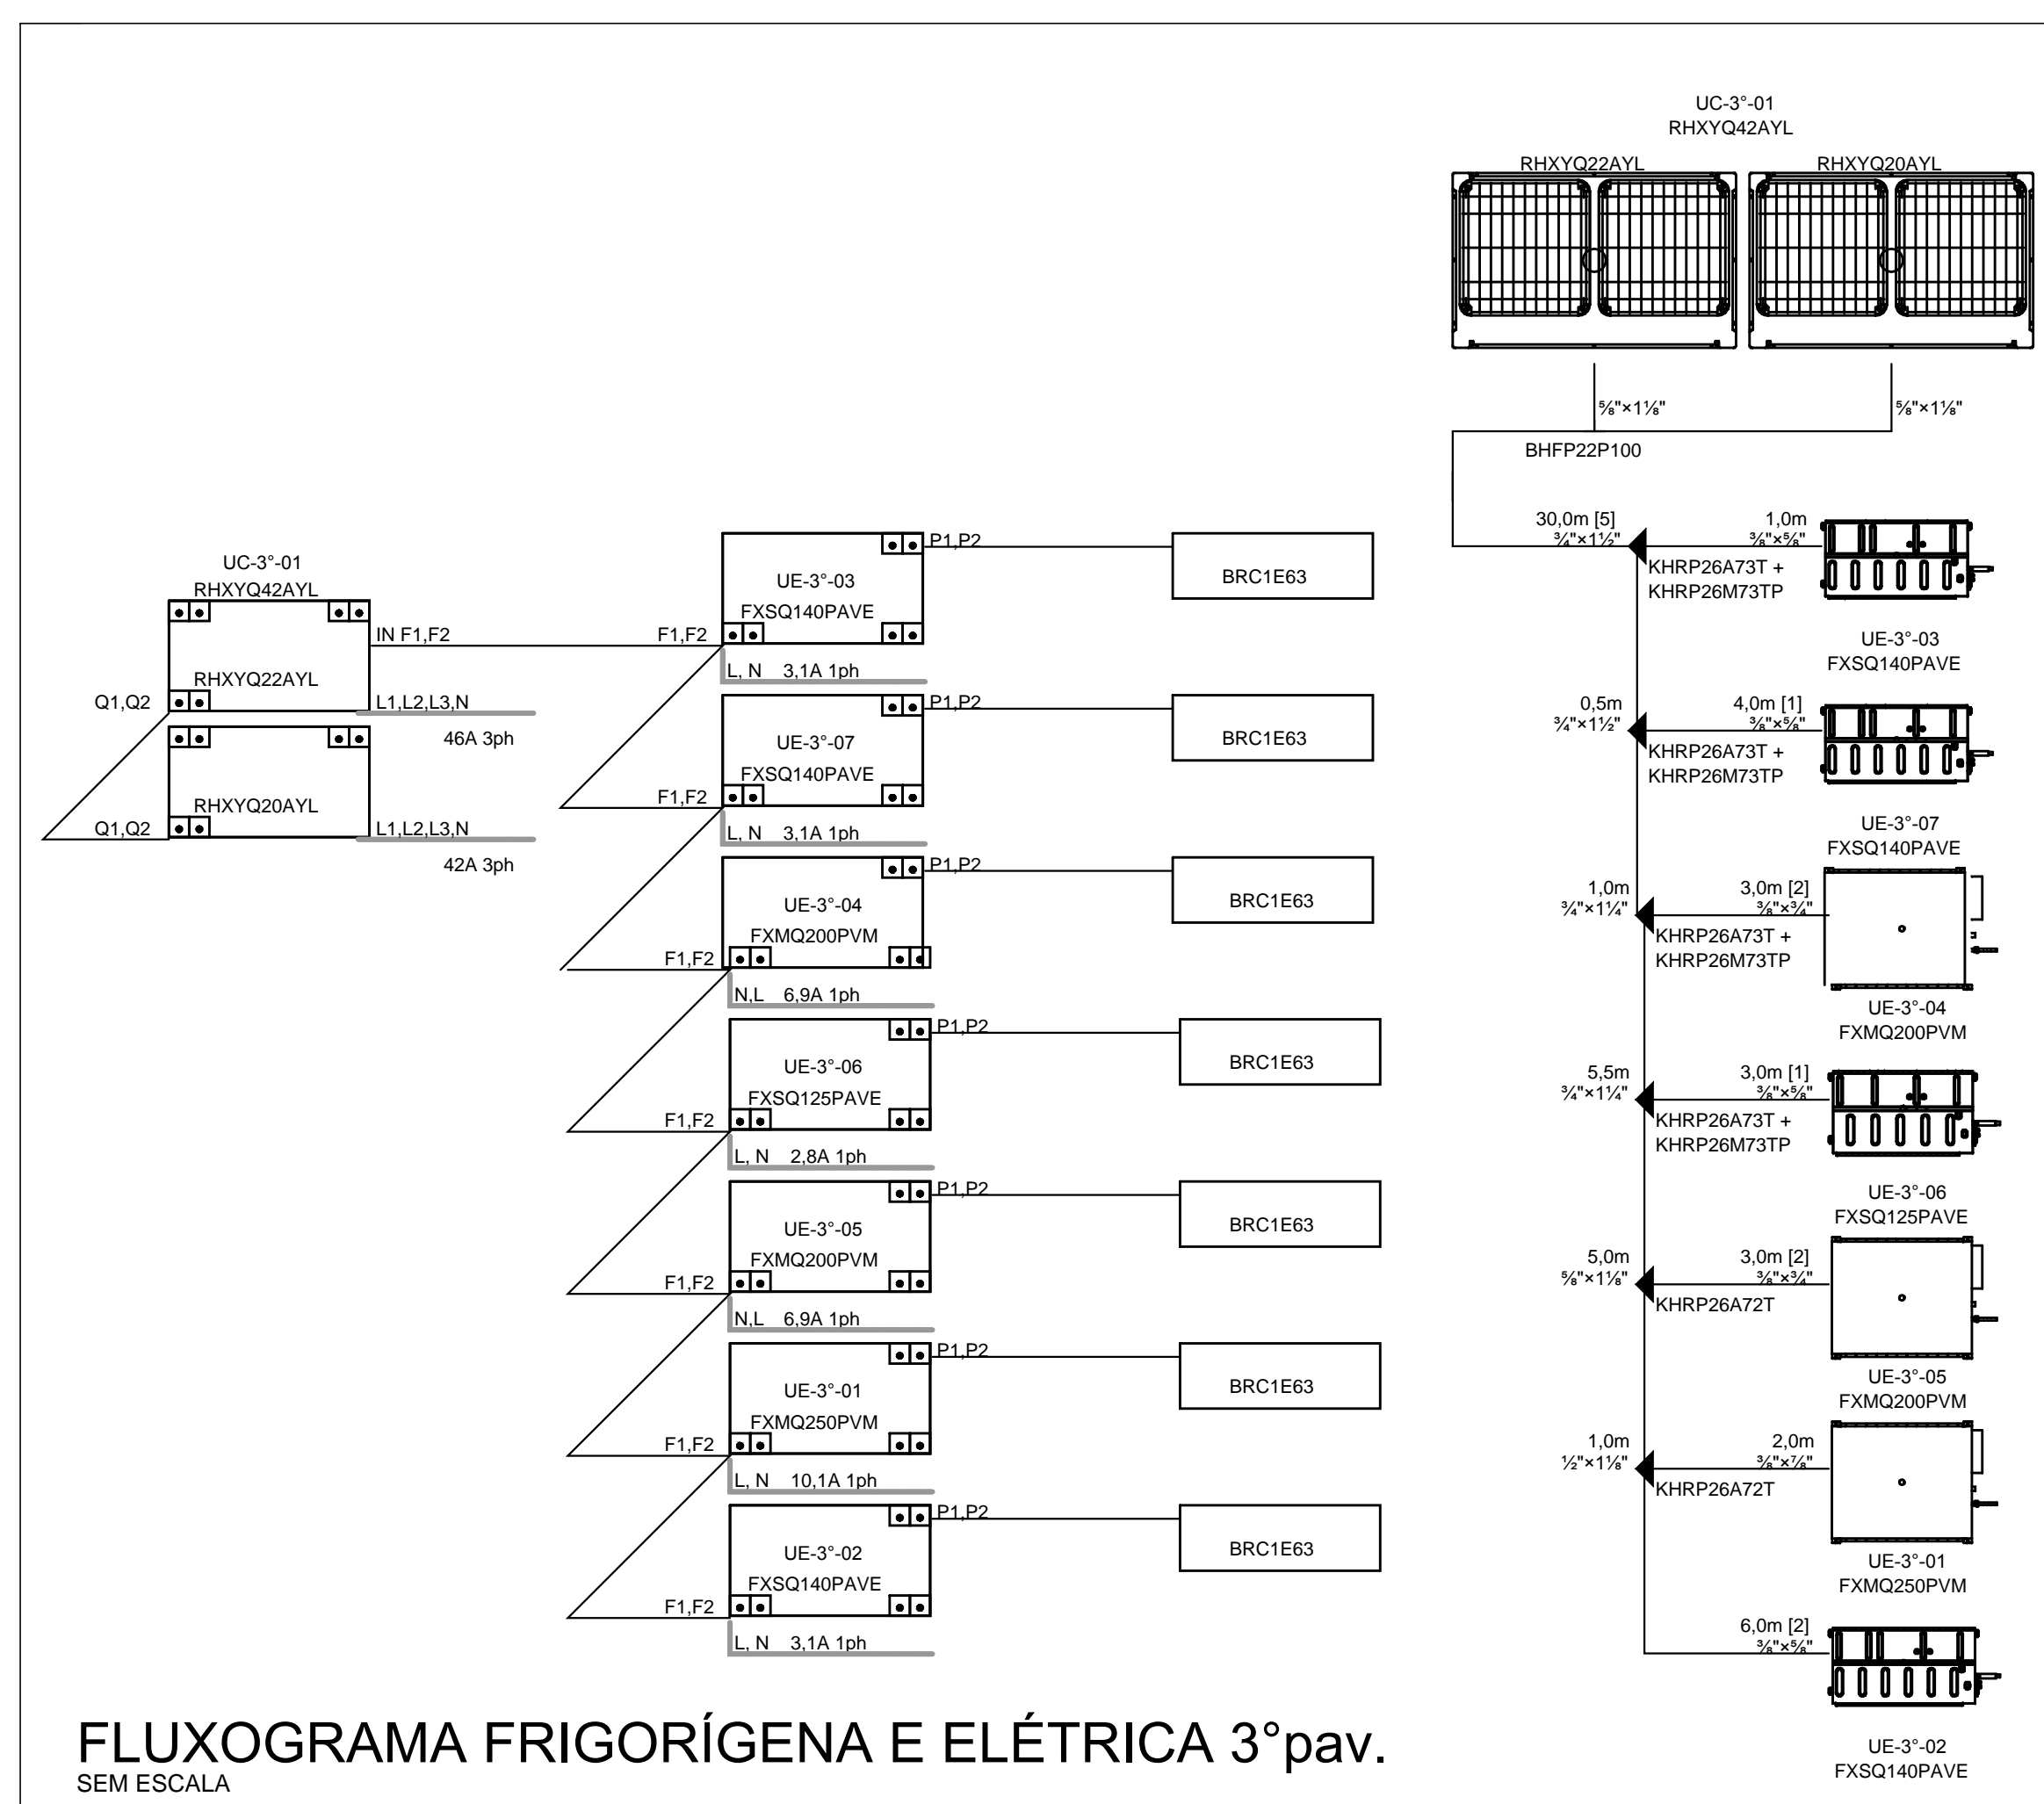 UC-3°-01
RHXYQ42AYL
RHXYQ22AYL
Q1,Q2
IN F1,F2
L1,L2,L3,N
46A 3ph
RHXYQ20AYL
Q1,Q2
L1,L2,L3,N
42A 3ph
UE-3°-03
FXSQ140PAVE
P1,P2
BRC1E63
F1,F2
L, N 3,1A 1ph
UE-3°-07
FXSQ140PAVE
P1,P2
BRC1E63
F1,F2
L, N 3,1A 1ph
UE-3°-04
FXMQ200PVM
P1,P2
BRC1E63
F1,F2
N,L 6,9A 1ph
UE-3°-06
FXSQ125PAVE
P1,P2
BRC1E63
F1,F2
L, N 2,8A 1ph
UE-3°-05
FXMQ200PVM
P1,P2
BRC1E63
F1,F2
N,L 6,9A 1ph
UE-3°-01
FXMQ250PVM
P1,P2
BRC1E63
F1,F2
L, N 10,1A 1ph
UE-3°-02
FXSQ140PAVE
P1,P2
BRC1E63
F1,F2
L, N 3,1A 1ph
UC-3°-01
RHXYQ42AYL
RHXYQ22AYL
RHXYQ20AYL
⅝"×1⅛"
⅝"×1⅛"
BHFP22P100
30,0m [5]
¾"×1½"
1,0m
⅜"×⅝"
KHRP26A73T +
KHRP26M73TP
UE-3°-03
FXSQ140PAVE
0,5m
¾"×1½"
4,0m [1]
⅜"×⅝"
KHRP26A73T +
KHRP26M73TP
UE-3°-07
FXSQ140PAVE
1,0m
¾"×1¼"
3,0m [2]
⅜"×¾"
KHRP26A73T +
KHRP26M73TP
UE-3°-04
FXMQ200PVM
5,5m
¾"×1¼"
3,0m [1]
⅜"×⅝"
KHRP26A73T +
KHRP26M73TP
UE-3°-06
FXSQ125PAVE
5,0m
⅝"×1⅛"
3,0m [2]
⅜"×¾"
KHRP26A72T
UE-3°-05
FXMQ200PVM
1,0m
½"×1⅛"
2,0m
⅜"×⅞"
KHRP26A72T
UE-3°-01
FXMQ250PVM
6,0m [2]
⅜"×⅝"
UE-3°-02
FXSQ140PAVE
FLUXOGRAMA FRIGORÍGENA E ELÉTRICA 3°pav.
SEM ESCALA